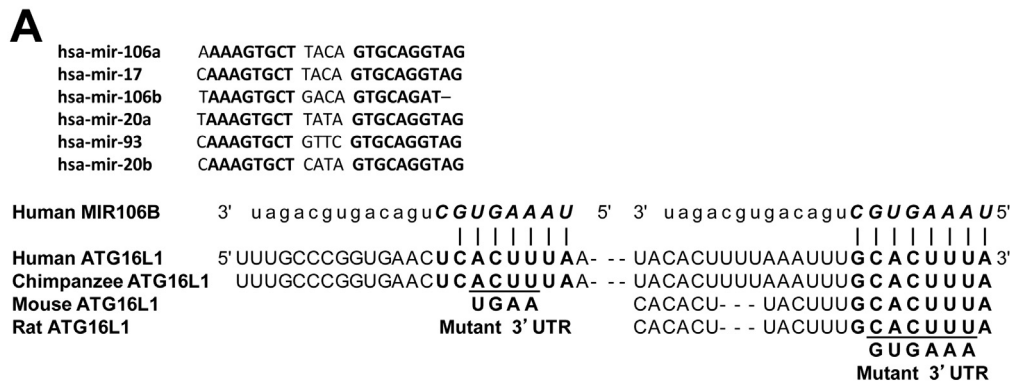 A
hsa-mir-106a AAAAGTGCT TACA GTGCAGGTAG
hsa-mir-17 CAAAGTGCT TACA GTGCAGGTAG
hsa-mir-106b TAAAGTGCT GACA GTGCAGAT–
hsa-mir-20a TAAAGTGCT TATA GTGCAGGTAG
hsa-mir-93 CAAAGTGCT GTTC GTGCAGGTAG
hsa-mir-20b CAAAGTGCT CATA GTGCAGGTAG
Human MIR106B 3' uagacgugacaguCGUGAAAU 5' 3' uagacgugacaguCGUGAAAU 5'
Human ATG16L1 5' UUUGCCCGGUGAACUCACUUUAA- - - UACACUUUUAAAUUUGCACUUUA 3'
Chimpanzee ATG16L1 UUUGCCCGGUGAACUCACUUUAA- - - UACACUUUUAAAUUUGCACUUUA
Mouse ATG16L1 UGAA CACACU- - - UACUUUGCACUUUA
Rat ATG16L1 Mutant 3' UTR CACACU- - - UACUUUGCACUUUA
GUGAAA
Mutant 3' UTR